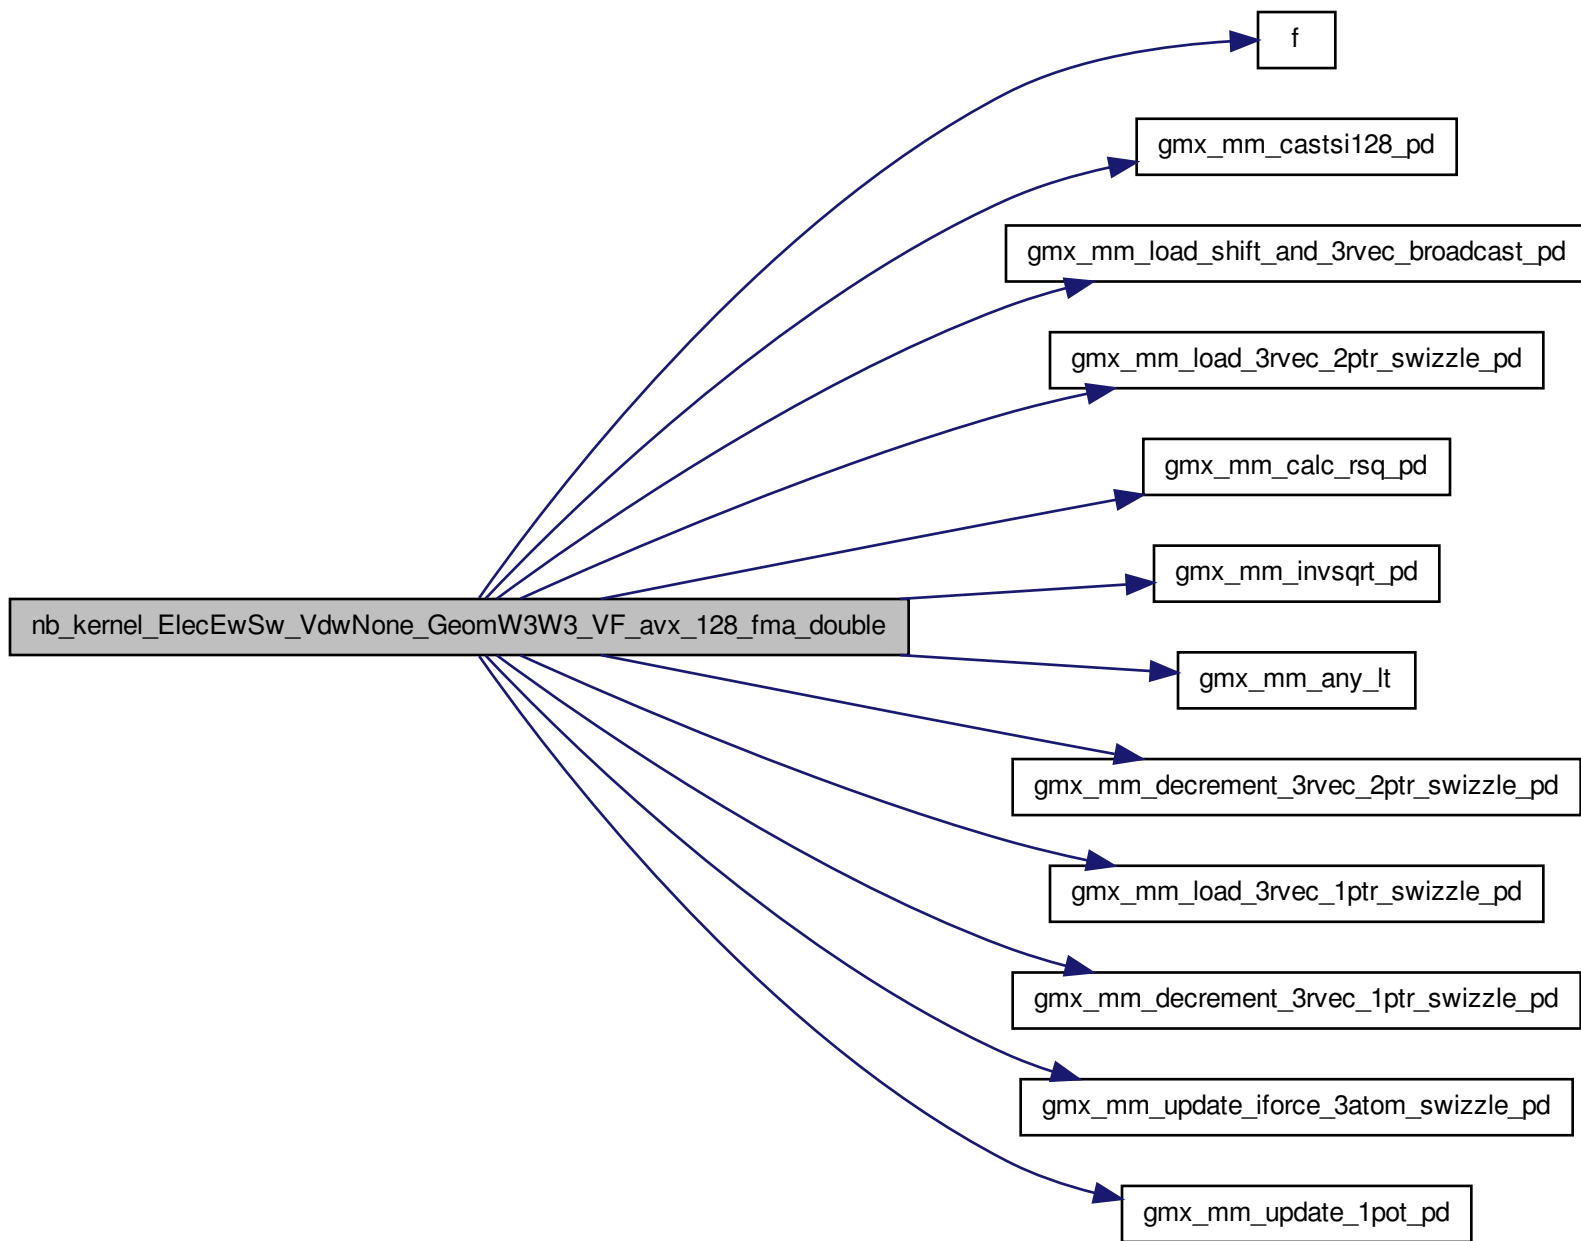 f
gmx_mm_castsi128_pd
gmx_mm_load_shift_and_3rvec_broadcast_pd
gmx_mm_load_3rvec_2ptr_swizzle_pd
gmx_mm_calc_rsq_pd
gmx_mm_invsqrt_pd
nb_kernel_ElecEwSw_VdwNone_GeomW3W3_VF_avx_128_fma_double
gmx_mm_any_lt
gmx_mm_decrement_3rvec_2ptr_swizzle_pd
gmx_mm_load_3rvec_1ptr_swizzle_pd
gmx_mm_decrement_3rvec_1ptr_swizzle_pd
gmx_mm_update_iforce_3atom_swizzle_pd
gmx_mm_update_1pot_pd